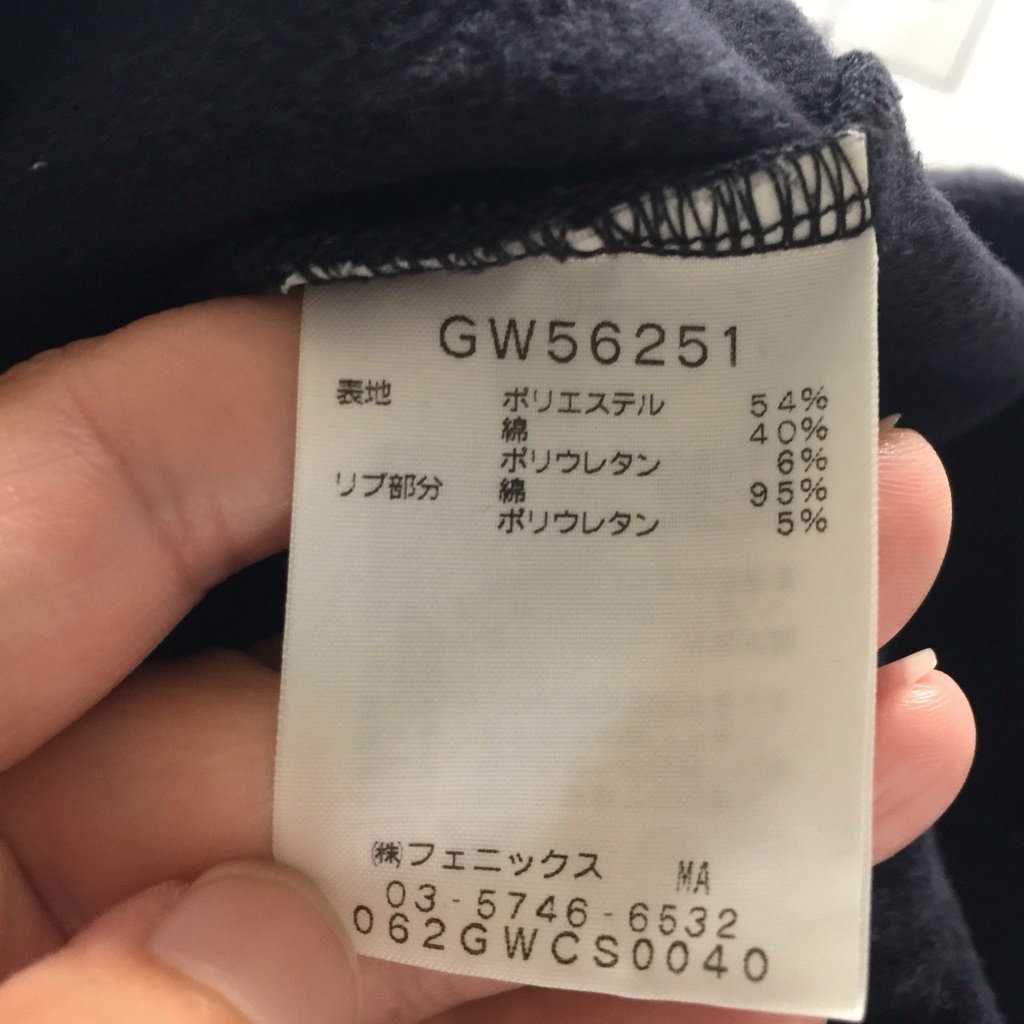 GW56251
表地 ポリエステル 54%
綿 40%
ポリウレタン 6%
リブ部分 綿 95%
ポリウレタン 5%
㈱フェニックス MA
03-5746-6532
062GWCS0040